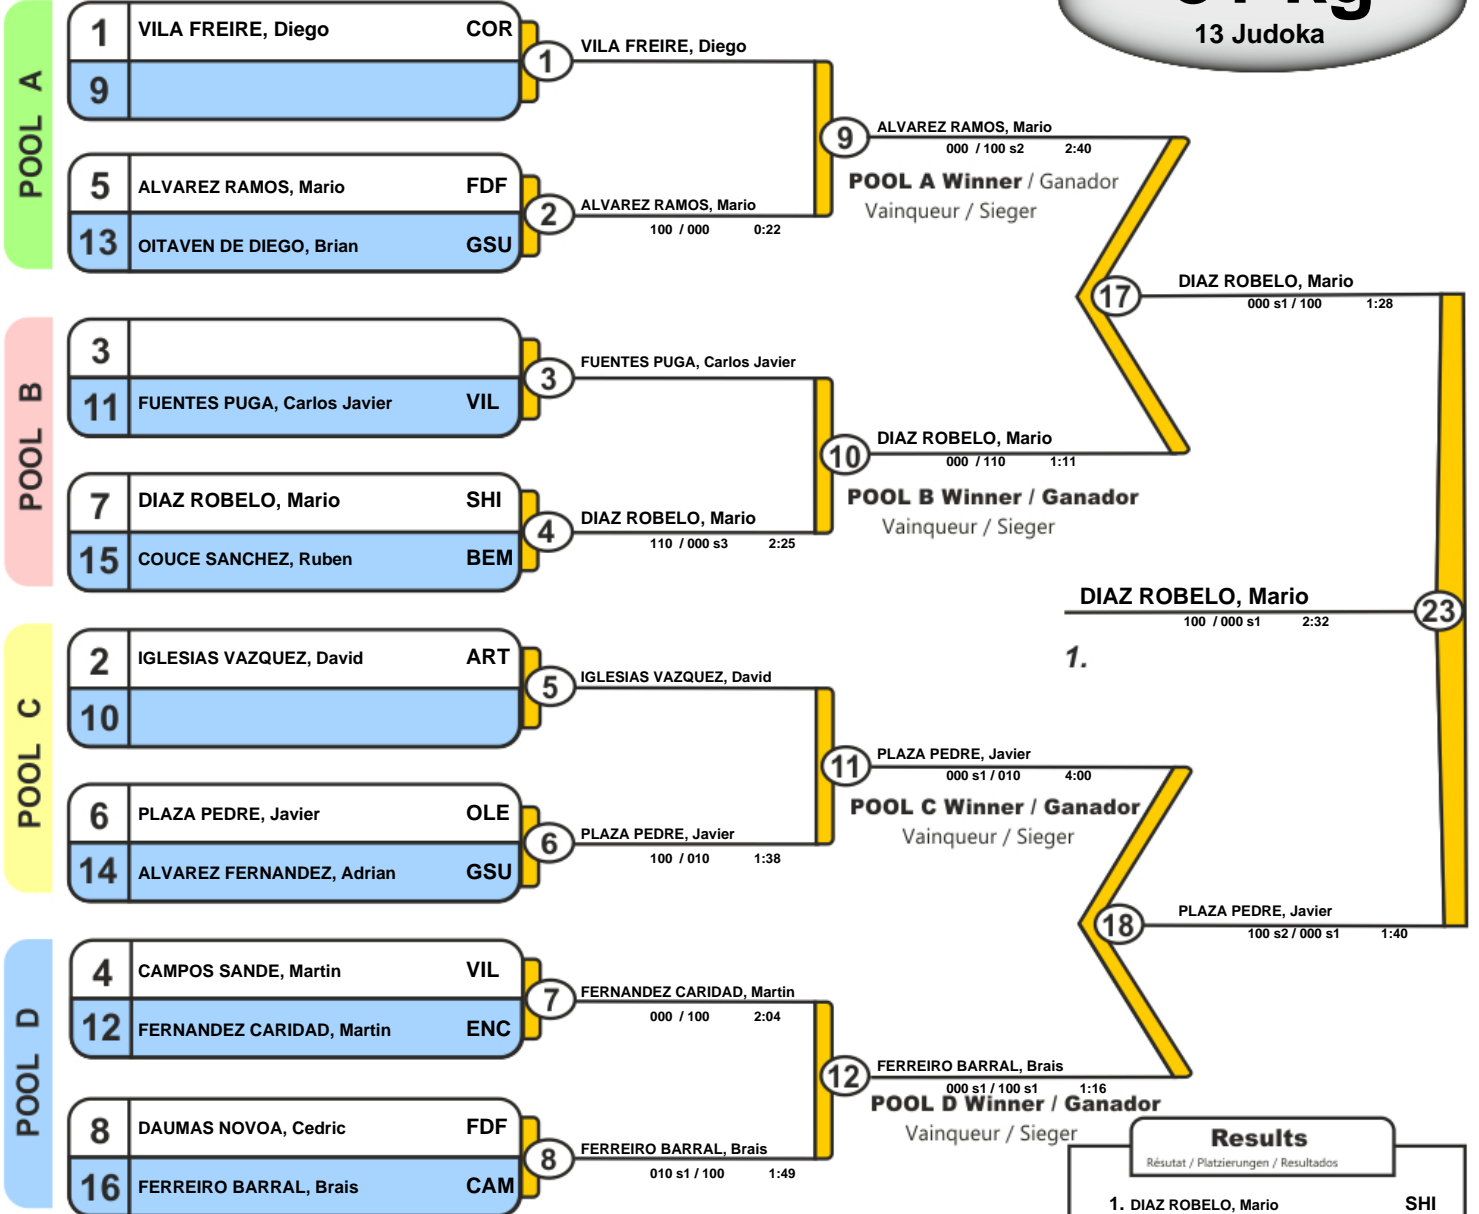 13 Judoka
POOL A
1 VILA FREIRE, Diego COR
9
1
VILA FREIRE, Diego
5 ALVAREZ RAMOS, Mario FDF
13 OITAVEN DE DIEGO, Brian GSU
2
ALVAREZ RAMOS, Mario
100 / 000 0:22
9
ALVAREZ RAMOS, Mario
000 / 100 s2 2:40
POOL A Winner / Ganador
Vainqueur / Sieger
POOL B
3
11 FUENTES PUGA, Carlos Javier VIL
3
FUENTES PUGA, Carlos Javier
7 DIAZ ROBELO, Mario SHI
15 COUCE SANCHEZ, Ruben BEM
4
DIAZ ROBELO, Mario
110 / 000 s3 2:25
10
DIAZ ROBELO, Mario
000 / 110 1:11
POOL B Winner / Ganador
Vainqueur / Sieger
17
DIAZ ROBELO, Mario
000 s1 / 100 1:28
POOL C
2 IGLESIAS VAZQUEZ, David ART
10
5
IGLESIAS VAZQUEZ, David
6 PLAZA PEDRE, Javier OLE
14 ALVAREZ FERNANDEZ, Adrian GSU
6
PLAZA PEDRE, Javier
100 / 010 1:38
11
PLAZA PEDRE, Javier
000 s1 / 010 4:00
POOL C Winner / Ganador
Vainqueur / Sieger
POOL D
4 CAMPOS SANDE, Martin VIL
12 FERNANDEZ CARIDAD, Martin ENC
7
FERNANDEZ CARIDAD, Martin
000 / 100 2:04
8 DAUMAS NOVOA, Cedric FDF
16 FERREIRO BARRAL, Brais CAM
8
FERREIRO BARRAL, Brais
010 s1 / 100 1:49
12
FERREIRO BARRAL, Brais
000 s1 / 100 s1 1:16
POOL D Winner / Ganador
Vainqueur / Sieger
18
PLAZA PEDRE, Javier
100 s2 / 000 s1 1:40
23
DIAZ ROBELO, Mario
100 / 000 s1 2:32
1.
Results
Résutat / Platzierungen / Resultados
1. DIAZ ROBELO, Mario SHI